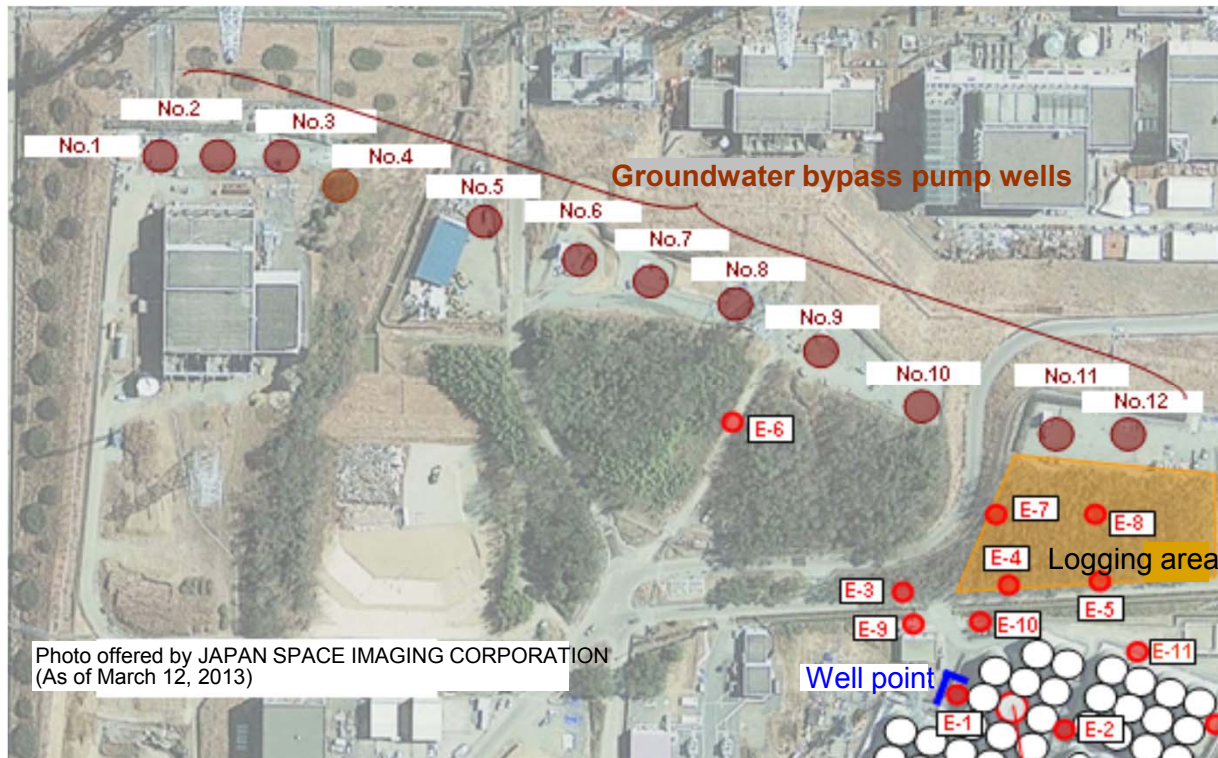 No.2
No.3
No.1
No.4
Groundwater bypass pump wells
No.5
No.6
No.7
No.8
No.9
No.10
No.11
No.12
E-6
E-7
E-8
E-4
Logging area
E-3
E-5
E-9
E-10
E-11
Photo offered by JAPAN SPACE IMAGING CORPORATION
(As of March 12, 2013)
Well point
E-1
E-2